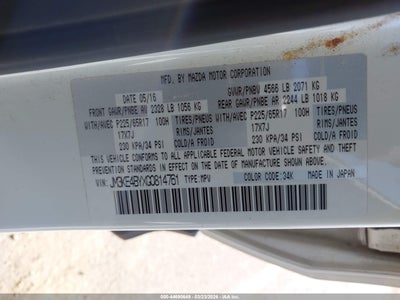 M.FD. BY MAZDA MOTOR CORPORATION
DATE: 05/16 GVWR/PNBV 4566 LB 2071 KG
FRONT GAWR/PNBE AV 2328 LB 1056 KG REAR GAWR/PNBE AR 2244 LB 1018 KG
WITH/AVEC P225/65R17 100H TIRES/PNEUS, WITH/AVEC P225/65R17 100H TIRES/PNEUS,
17X7J RIMS/JANTES 17X7J RIMS/JANTES
230 KPA/34 PSI COLD/A FROID 230 KPA/34 PSI COLD/A FROID
THIS VEHICLE CONFORMS TO ALL APPLICABLE FEDERAL MOTOR
VEHICLE SAFETY, BUMPER, AND THEFT PREVENTION STANDARDS
IN EFFECT ON THE DATE OF MANUFACTURE SHOWN ABOVE.
VIN: TYPE: MPV
COLOR CODE: 34K
MADE IN JAPAN